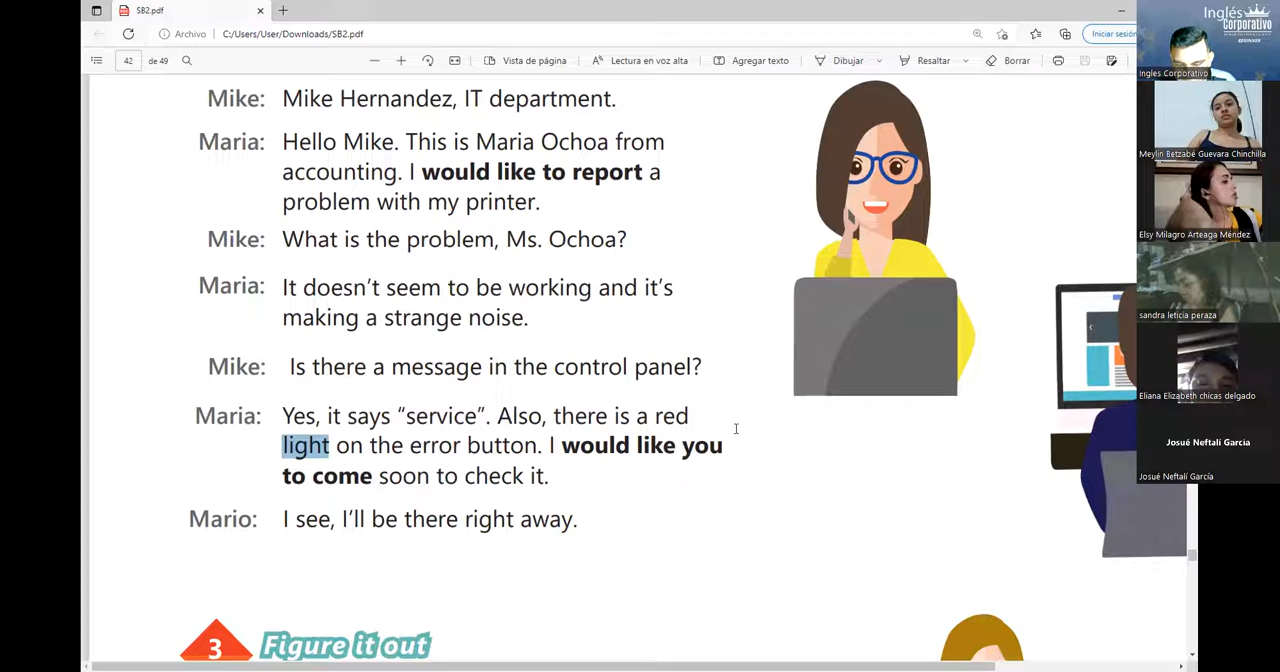 SB2.pdf
Archivo
C:/Users/User/Downloads/SB2.pdf
Iniciar sesión
42
de 49
Vista de página
Lectura en voz alta
Agregar texto
Dibujar
Resaltar
Borrar
Mike: Mike Hernandez, IT department.
Maria: Hello Mike. This is Maria Ochoa from
accounting. I would like to report a
problem with my printer.
Mike: What is the problem, Ms. Ochoa?
Maria: It doesn't seem to be working and it's
making a strange noise.
Mike: Is there a message in the control panel?
Maria: Yes, it says “service”. Also, there is a red
light on the error button. I would like you
to come soon to check it.
Mario: I see, I'll be there right away.
3 Figure it out
Inglés
Corporativo
BEGINNER
Ingles Corporativo
Meylin Betzabé Guevara Chinchilla
Elsy Milagro Arteaga Méndez
sandra leticia peraza
Eliana Elizabeth chicas delgado
Josué Neftalí García
Josué Neftalí García